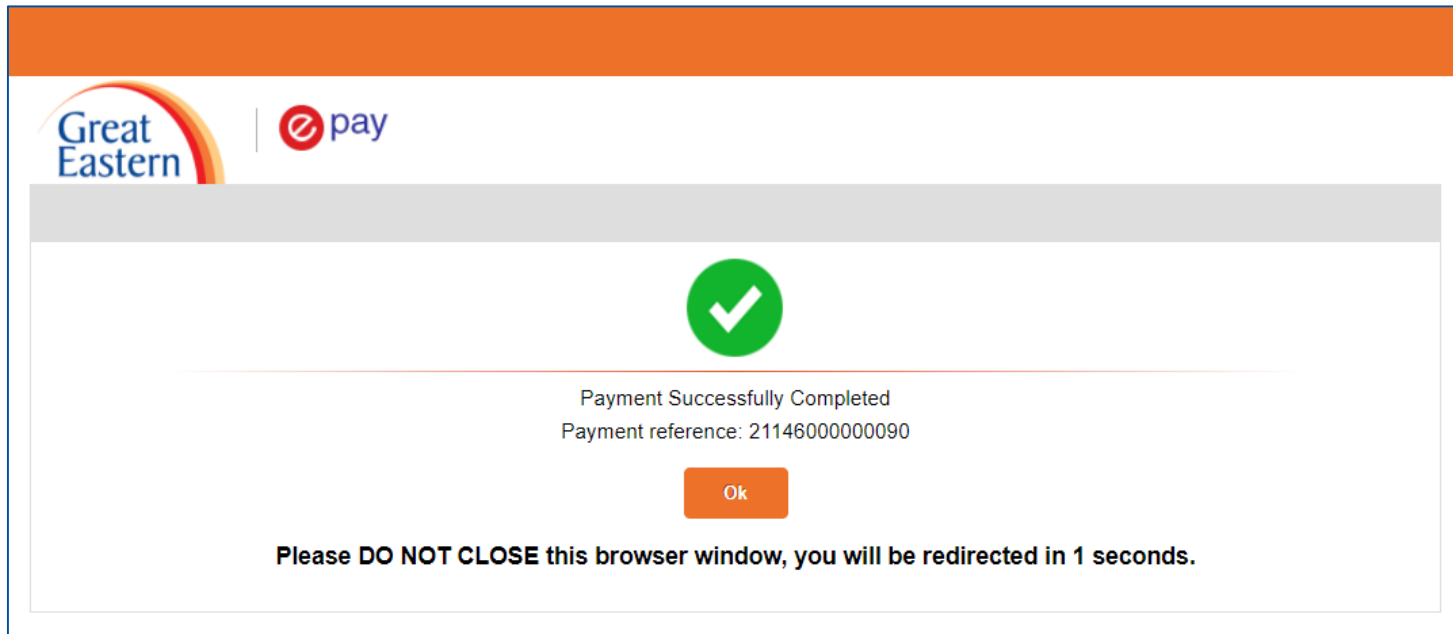 Great
Eastern
e pay
Payment Successfully Completed
Payment reference: 21146000000090
Ok
Please DO NOT CLOSE this browser window, you will be redirected in 1 seconds.